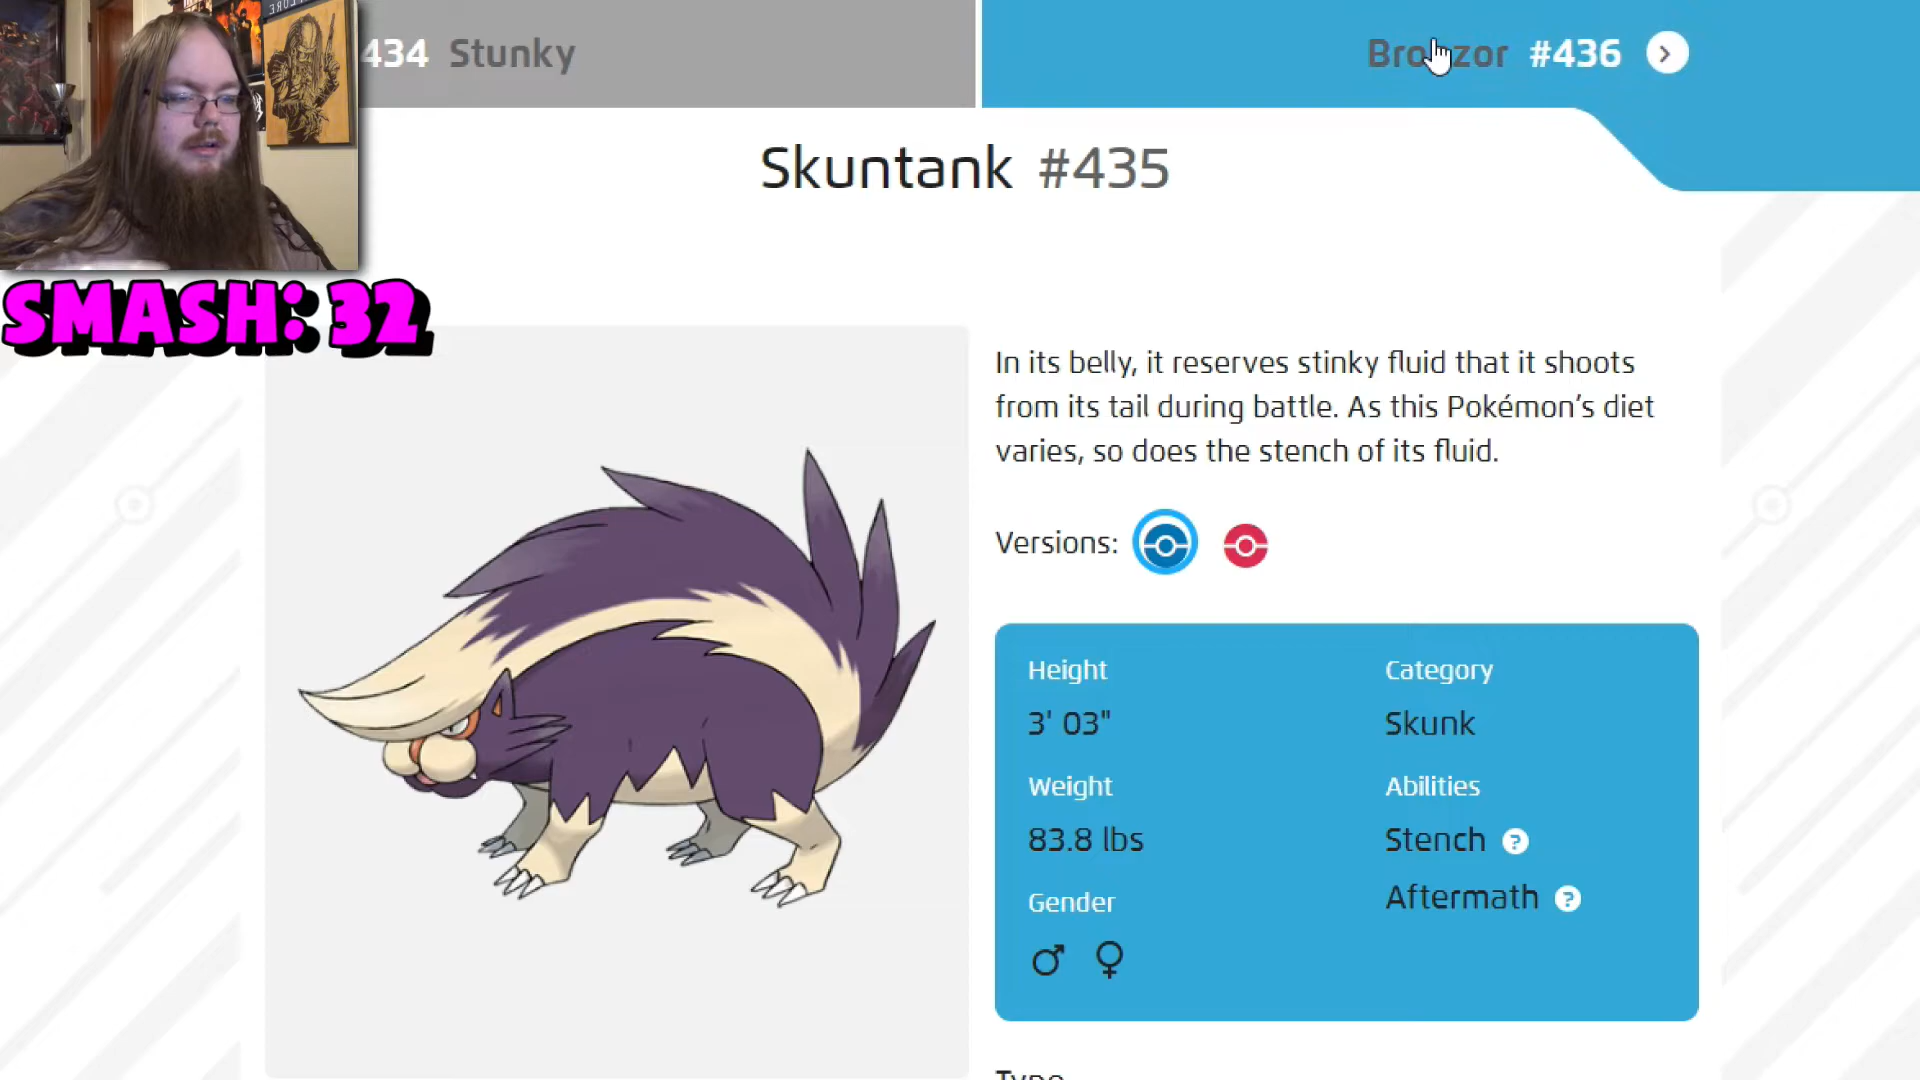 434 Stunky
Bronzor #436
Skuntank #435
SMASH: 32
In its belly, it reserves stinky fluid that it shoots
from its tail during battle. As this Pokémon's diet
varies, so does the stench of its fluid.
Versions:
Height
3' 03"
Weight
83.8 lbs
Gender
Category
Skunk
Abilities
Stench ?
Aftermath ?
Type